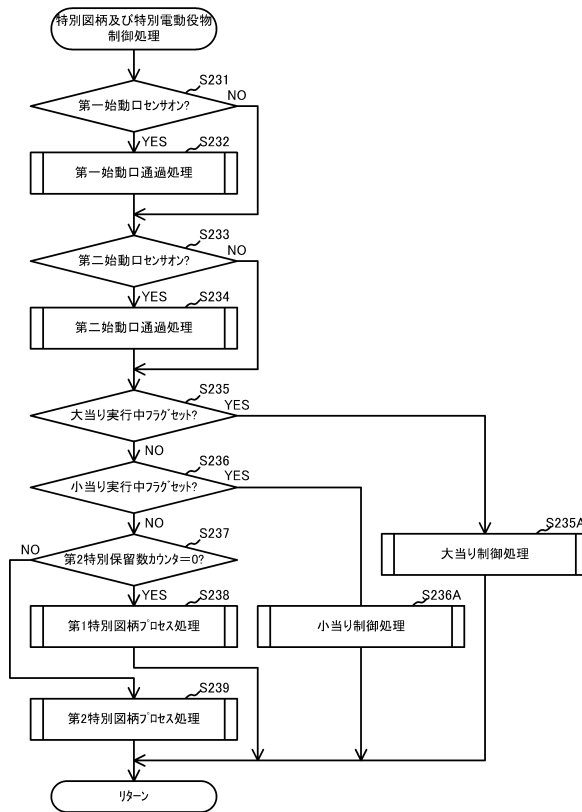 特別図柄及び特別電動役物
制御処理
S231
第一始動口センサオン?
NO
YES
S232
第一始動口通過処理
S233
第二始動口センサオン?
NO
YES
S234
第二始動口通過処理
S235
大当り実行中フラグセット?
YES
NO
S236
小当り実行中フラグセット?
YES
NO
S237
第2特別保留数カウンタ=0?
NO
YES
S235A
大当り制御処理
S238
第1特別図柄プロセス処理
S236A
小当り制御処理
S239
第2特別図柄プロセス処理
リターン